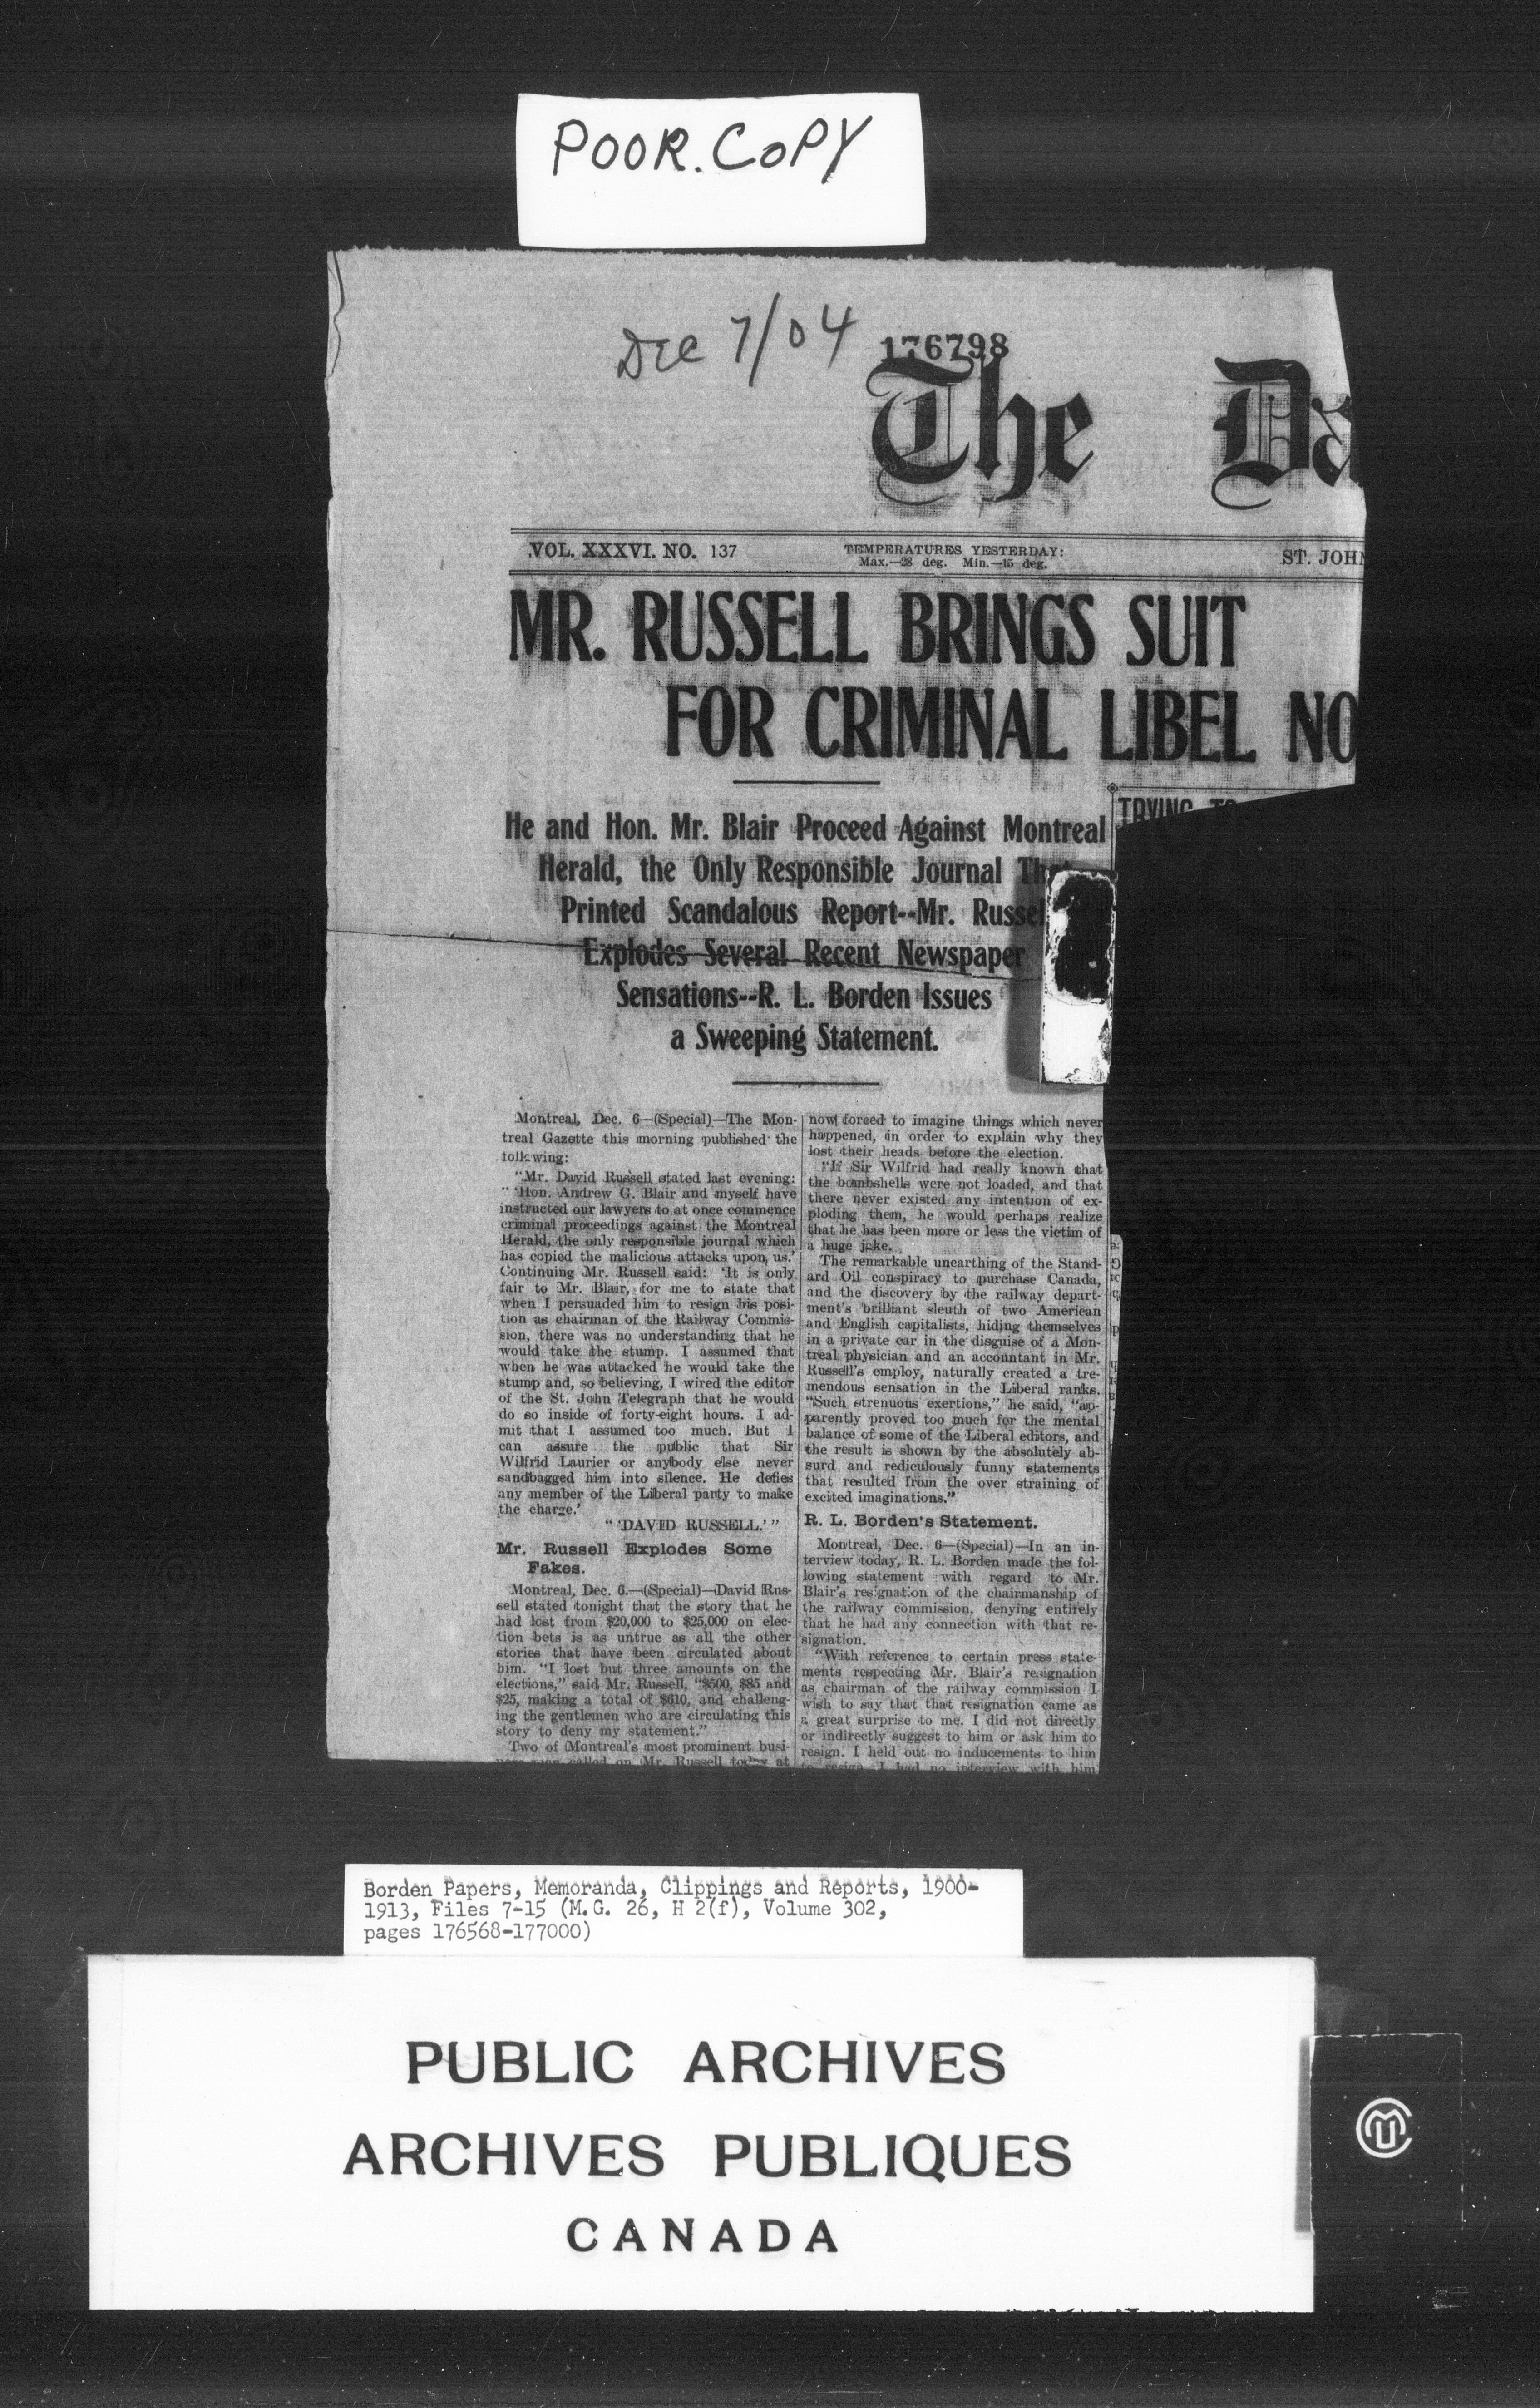 POOR. COPY
Dec 7/04
176798
The Da
VOL. XXXVI. NO. 137
TEMPERATURES YESTERDAY:
Max.—28 deg. Min.—15 deg.
ST. JOHN
MR. RUSSELL BRINGS SUIT
FOR CRIMINAL LIBEL NO
He and Hon. Mr. Blair Proceed Against Montreal
Herald, the Only Responsible Journal Th
Printed Scandalous Report--Mr. Russel
Explodes Several Recent Newspaper
Sensations--R. L. Borden Issues
a Sweeping Statement.
Montreal, Dec. 6—(Special)—The Mon-
treal Gazette this morning published the
following:
"Mr. David Russell stated last evening:
" 'Hon. Andrew G. Blair and myself have
instructed our lawyers to at once commence
criminal proceedings against the Montreal
Herald, the only responsible journal which
has copied the malicious attacks upon us.'
Continuing Mr. Russell said: 'It is only
fair to Mr. Blair, for me to state that
when I persuaded him to resign his posi-
tion as chairman of the Railway Commis-
sion, there was no understanding that he
would take the stump. I assumed that
when he was attacked he would take the
stump and, so believing, I wired the editor
of the St. John Telegraph that he would
do so inside of forty-eight hours. I ad-
mit that I assumed too much. But I
can assure the public that Sir
Wilfrid Laurier or anybody else never
sandbagged him into silence. He defies
any member of the Liberal party to make
the charge.'
" 'DAVID RUSSELL.' "
Mr. Russell Explodes Some
Fakes.
Montreal, Dec. 6.—(Special)—David Rus-
sell stated tonight that the story that he
had lost from $20,000 to $25,000 on elec-
tion bets is as untrue as all the other
stories that have been circulated about
him. "I lost but three amounts on the
elections," said Mr. Russell, "$500, $85 and
$25, making a total of $610, and challeng-
ing the gentlemen who are circulating this
story to deny my statement."
Two of Montreal's most prominent busi-
ness men called on Mr. Russell today at
now forced to imagine things which never
happened, in order to explain why they
lost their heads before the election.
"If Sir Wilfrid had really known that
the bombshells were not loaded, and that
there never existed any intention of ex-
ploding them, he would perhaps realize
that he has been more or less the victim of
a huge joke.
The remarkable unearthing of the Stand-
ard Oil conspiracy to purchase Canada,
and the discovery by the railway depart-
ment's brilliant sleuth of two American
and English capitalists, hiding themselves
in a private car in the disguise of a Mon-
treal physician and an accountant in Mr.
Russell's employ, naturally created a tre-
mendous sensation in the Liberal ranks.
"Such strenuous exertions," he said, "ap-
parently proved too much for the mental
balance of some of the Liberal editors, and
the result is shown by the absolutely ab-
surd and rediculously funny statements
that resulted from the over straining of
excited imaginations."
R. L. Borden's Statement.
Montreal, Dec. 6—(Special)—In an in-
terview today, R. L. Borden made the fol-
lowing statement with regard to Mr.
Blair's resignation of the chairmanship of
the railway commission, denying entirely
that he had any connection with that re-
signation.
"With reference to certain press state-
ments respecting Mr. Blair's resignation
as chairman of the railway commission I
wish to say that that resignation came as
a great surprise to me. I did not directly
or indirectly suggest to him or ask him to
resign. I held out no inducements to him
to resign. I had no interview with him
TRYING TO
Borden Papers, Memoranda, Clippings and Reports, 1900-
1913, Files 7-15 (M.G. 26, H 2(f), Volume 302,
pages 176568-177000)
PUBLIC ARCHIVES
ARCHIVES PUBLIQUES
CANADA